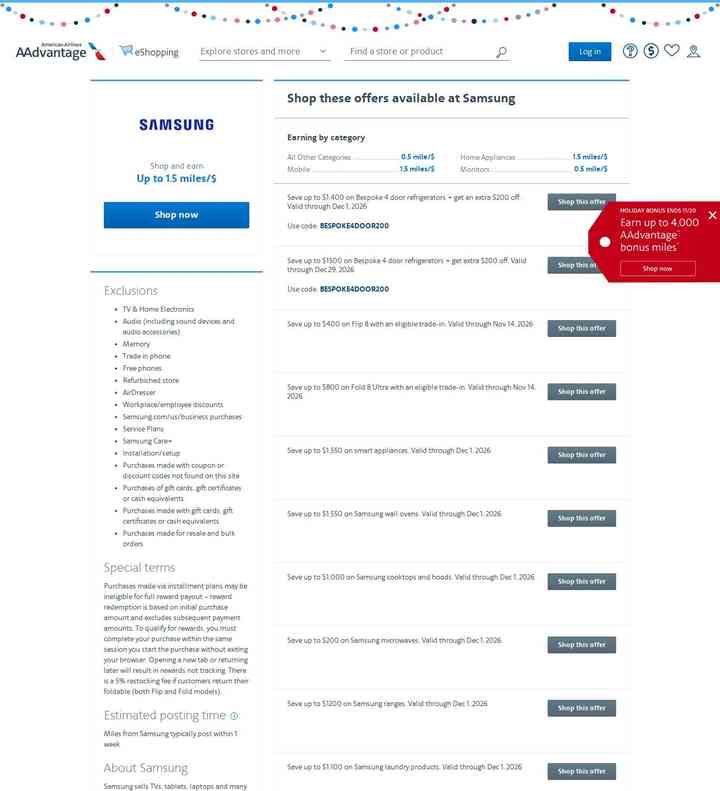 American Airlines
AAdvantage
eShopping
Explore stores and more
Find a store or product
Log in
SAMSUNG
Shop and earn
Up to 1.5 miles/$
Shop now
Exclusions
TV & Home Electronics
Audio (including sound devices and
audio accessories)
Memory
Trade in phone
Free phones
Refurbished store
AirDresser
Workplace/employee discounts
Samsung.com/us/business purchases
Service Plans
Samsung Care+
Installation/setup
Purchases made with coupon or
discount codes not found on this site
Purchases of gift cards, gift certificates
or cash equivalents
Purchases made with gift cards, gift
certificates or cash equivalents
Purchases made for resale and bulk
orders
Special terms
Purchases made via installment plans may be
ineligible for full reward payout – reward
redemption is based on initial purchase
amount and excludes subsequent payment
amounts. To qualify for rewards, you must
complete your purchase within the same
session you start the purchase without exiting
your browser. Opening a new tab or returning
later will result in rewards not tracking. There
is a 5% restocking fee if customers return their
foldable (both Flip and Fold models).
Estimated posting time
Miles from Samsung typically post within 1
week
About Samsung
Samsung sells TVs, tablets, laptops and many
Shop these offers available at Samsung
Earning by category
All Other Categories 0.5 mile/$
Home Appliances 1.5 miles/$
Mobile 1.5 miles/$
Monitors 0.5 mile/$
Save up to $1,400 on Bespoke 4 door refrigerators + get an extra $200 off.
Valid through Dec 1, 2026
Shop this offer
Use code: BESPOKE4DOOR200
Save up to $1500 on Bespoke 4 door refrigerators + get extra $200 off. Valid
through Dec 29, 2026
Shop this of
Use code: BESPOKE4DOOR200
Save up to $400 on Flip 8 with an eligible trade-in. Valid through Nov 14, 2026
Shop this offer
Save up to $800 on Fold 8 Ultra with an eligible trade-in. Valid through Nov 14,
2026
Shop this offer
Save up to $1,350 on smart appliances. Valid through Dec 1, 2026
Shop this offer
Save up to $1,550 on Samsung wall ovens. Valid through Dec 1, 2026
Shop this offer
Save up to $1,000 on Samsung cooktops and hoods. Valid through Dec 1, 2026
Shop this offer
Save up to $200 on Samsung microwaves. Valid through Dec 1, 2026
Shop this offer
Save up to $1200 on Samsung ranges. Valid through Dec 1, 2026
Shop this offer
Save up to $1,100 on Samsung laundry products. Valid through Dec 1, 2026
Shop this offer
HOLIDAY BONUS ENDS 11/20
Earn up to 4,000
AAdvantage®
bonus miles*
Shop now